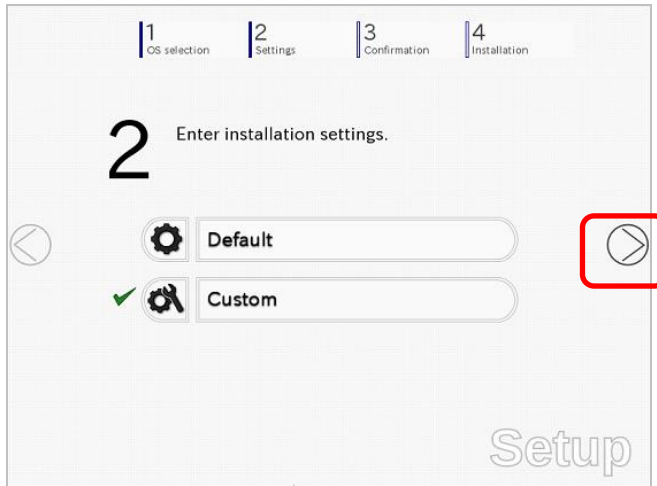 1 2 3 4
OS selection Settings Confirmation Installation
2 Enter installation settings.
Default
Custom
Setup